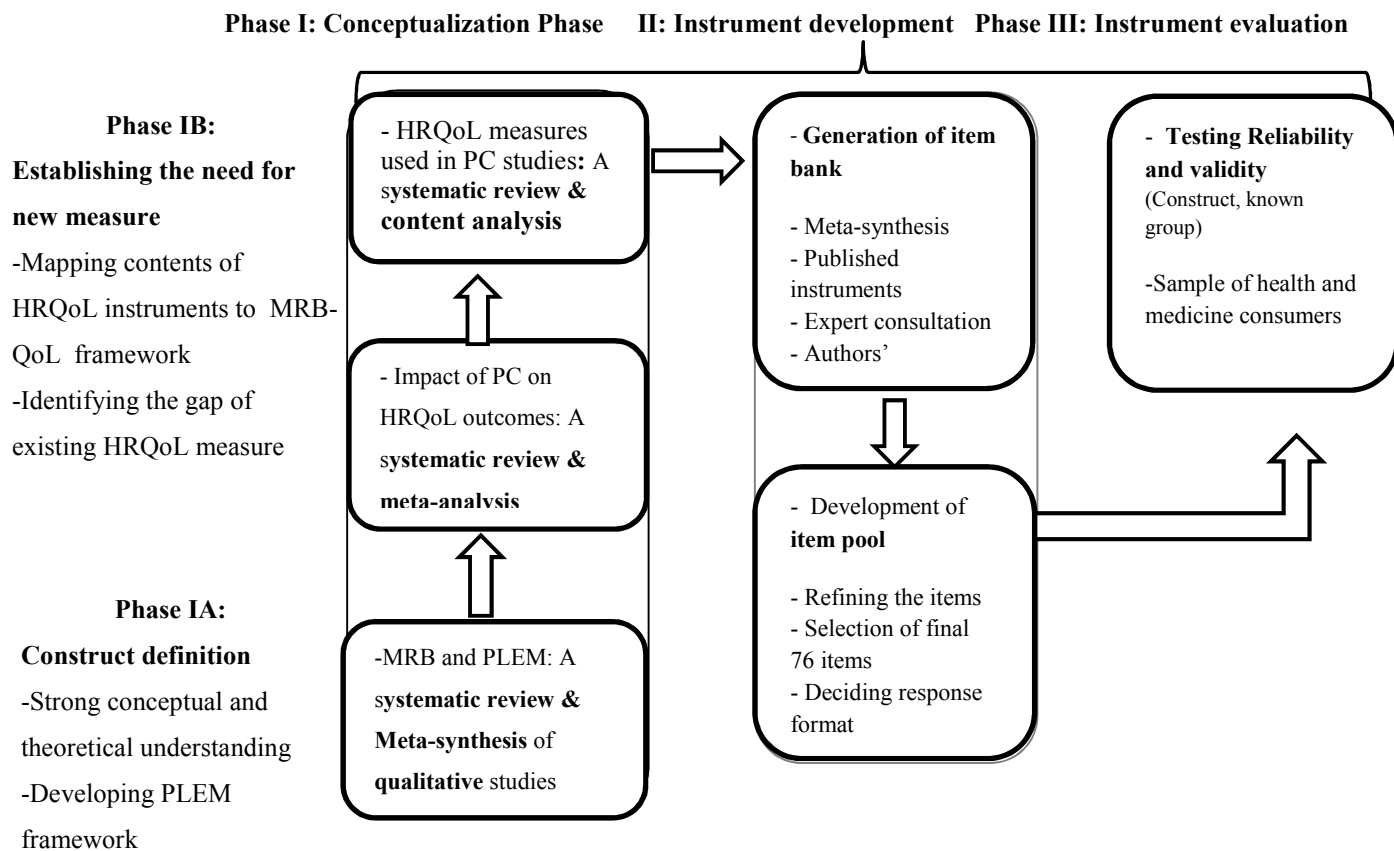 Phase I: Conceptualization Phase II: Instrument development Phase III: Instrument evaluation
Phase IB:
Establishing the need for
new measure
-Mapping contents of
HRQoL instruments to MRB-
QoL framework
-Identifying the gap of
existing HRQoL measure
Phase IA:
Construct definition
-Strong conceptual and
theoretical understanding
-Developing PLEM
framework
- HRQoL measures
used in PC studies: A
systematic review &
content analysis
- Impact of PC on
HRQoL outcomes: A
systematic review &
meta-analysis
-MRB and PLEM: A
systematic review &
Meta-synthesis of
qualitative studies
- Generation of item
bank
- Meta-synthesis
- Published
instruments
- Expert consultation
- Authors’
- Development of
item pool
- Refining the items
- Selection of final
76 items
- Deciding response
format
- Testing Reliability
and validity
(Construct, known
group)
-Sample of health and
medicine consumers